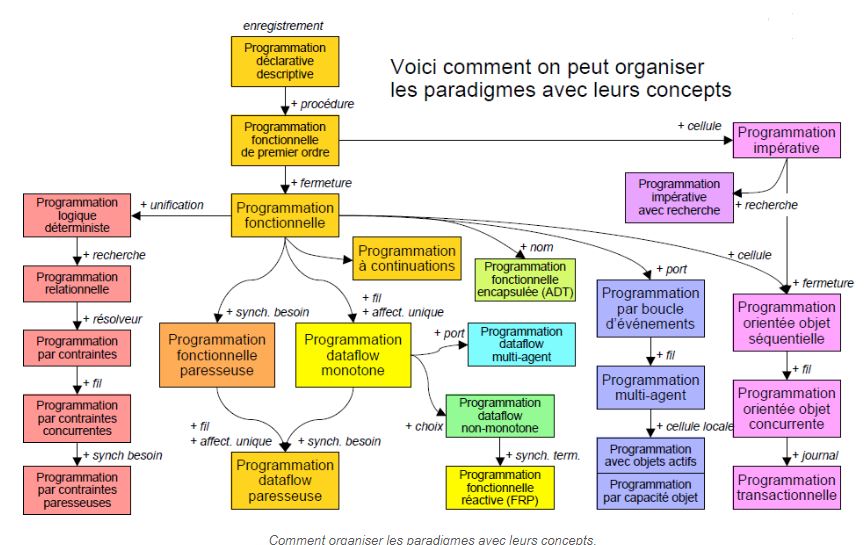 enregistrement
Programmation
déclarative
descriptive
Voici comment on peut organiser
les paradigmes avec leurs concepts
+ procédure
Programmation
fonctionnelle
de premier ordre
+ cellule
Programmation
impérative
+ fermeture
Programmation
impérative
avec recherche
+ recherche
Programmation
logique
déterministe
+ unification
Programmation
fonctionnelle
+ recherche
Programmation
à continuations
+ nom
+ cellule
Programmation
relationnelle
Programmation
fonctionnelle
encapsulée (ADT)
+ port
+ fermeture
+ résolveur
+ synch. besoin
+ fil
+ affect. unique
Programmation
par boucle
d'événements
Programmation
orientée objet
séquentielle
Programmation
par contraintes
Programmation
fonctionnelle
paresseuse
Programmation
dataflow
monotone
+ port
Programmation
dataflow
multi-agent
+ fil
+ fil
+ fil
Programmation
multi-agent
Programmation
orientée objet
concurrente
Programmation
par contraintes
concurrentes
+ fil
+ affect. unique
+ synch. besoin
+ choix
Programmation
dataflow
non-monotone
+ cellule locale
+ synch besoin
+ synch. term.
+ journal
Programmation
par contraintes
paresseuses
Programmation
dataflow
paresseuse
Programmation
fonctionnelle
réactive (FRP)
Programmation
avec objets actifs
Programmation
par capacité objet
Programmation
transactionnelle
Comment organiser les paradigmes avec leurs concepts.